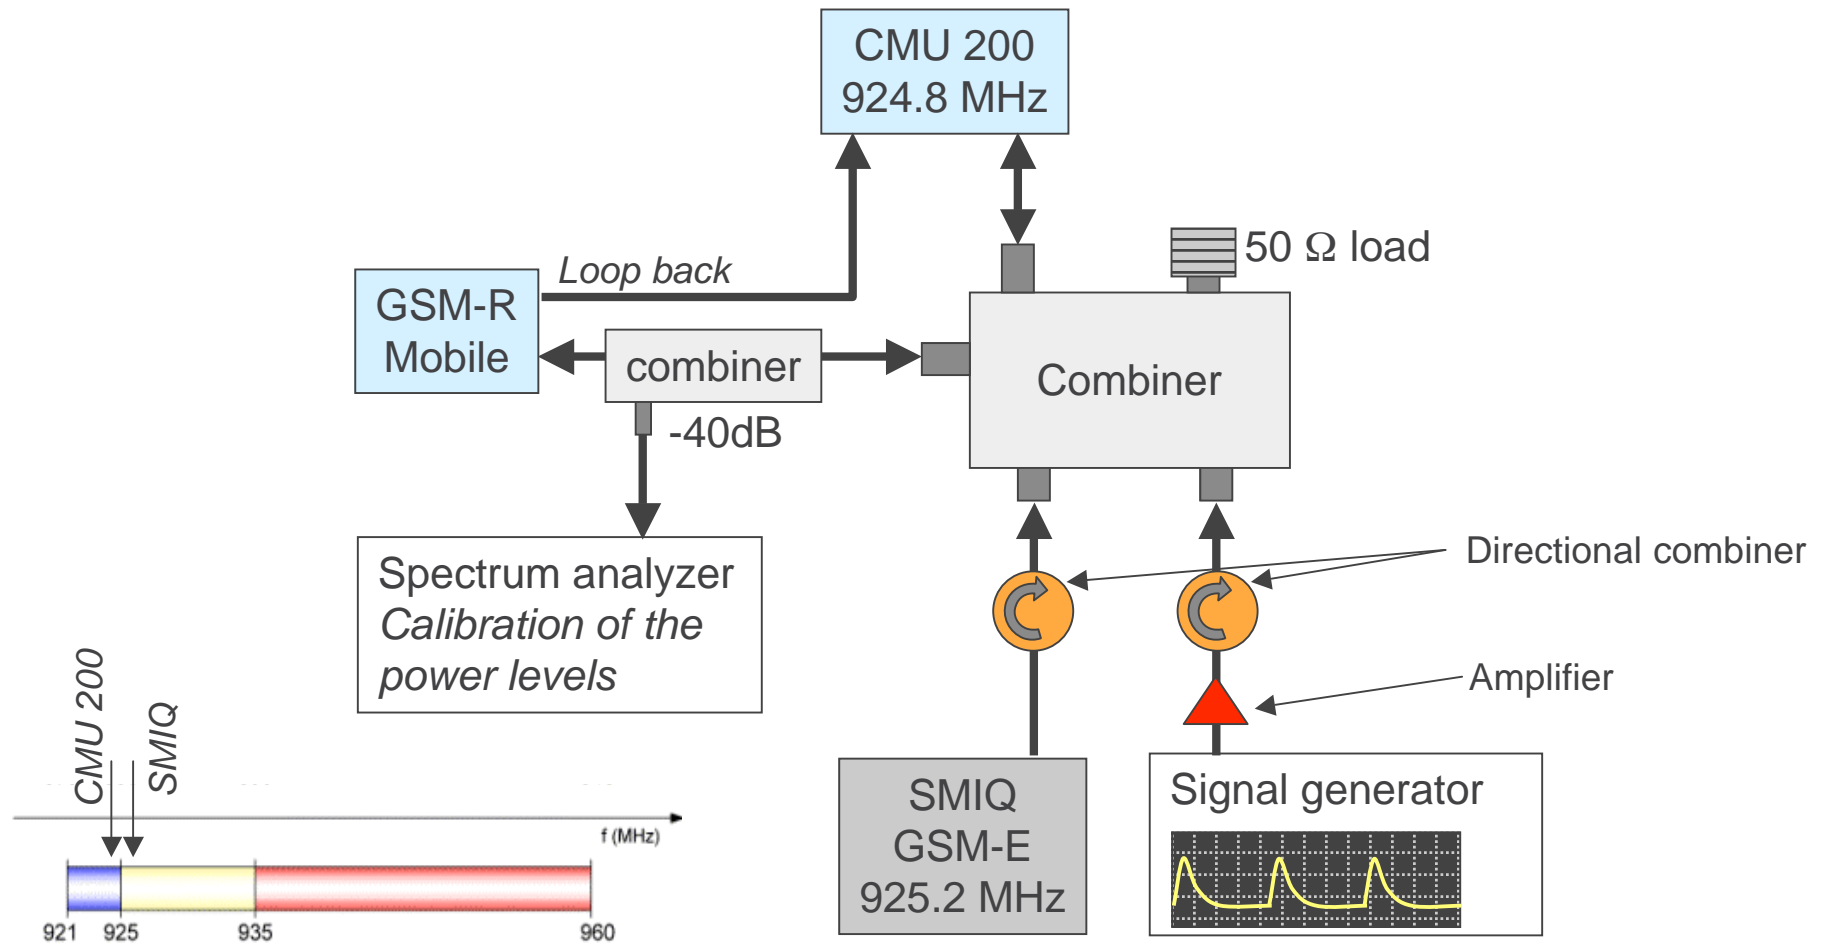 CMU 200
924.8 MHz
50 Ω load
Loop back
GSM-R
Mobile
combiner
Combiner
-40dB
Spectrum analyzer
Calibration of the
power levels
Directional combiner
Amplifier
CMU 200
SMIQ
f (MHz)
921 925 935 960
SMIQ
GSM-E
925.2 MHz
Signal generator